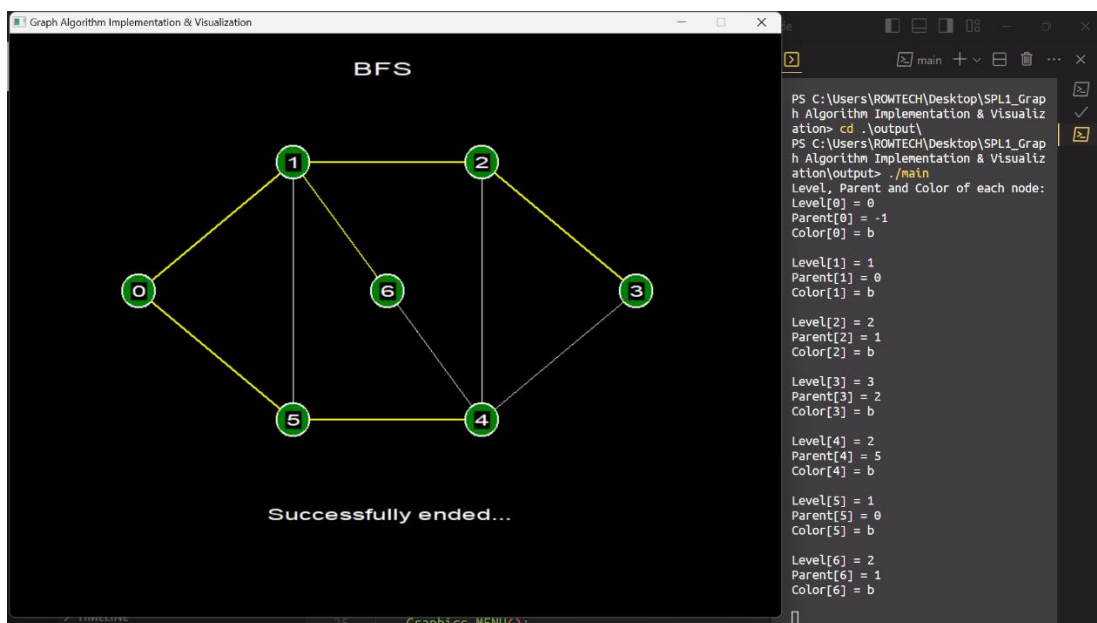 Graph Algorithm Implementation & Visualization
BFS
1
2
0
6
3
5
4
Successfully ended...
main
PS C:\Users\ROWTECH\Desktop\SPL1_Grap
h Algorithm Implementation & Visualiz
ation> cd .\output\
PS C:\Users\ROWTECH\Desktop\SPL1_Grap
h Algorithm Implementation & Visualiz
ation\output> ./main
Level, Parent and Color of each node:
Level[0] = 0
Parent[0] = -1
Color[0] = b
Level[1] = 1
Parent[1] = 0
Color[1] = b
Level[2] = 2
Parent[2] = 1
Color[2] = b
Level[3] = 3
Parent[3] = 2
Color[3] = b
Level[4] = 2
Parent[4] = 5
Color[4] = b
Level[5] = 1
Parent[5] = 0
Color[5] = b
Level[6] = 2
Parent[6] = 1
Color[6] = b
TIMELINE